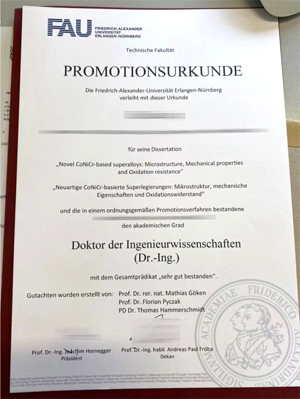 FAU
FRIEDRICH-ALEXANDER
UNIVERSITÄT
ERLANGEN-NÜRNBERG
Technische Fakultät
PROMOTIONSURKUNDE
Die Friedrich-Alexander-Universität Erlangen-Nürnberg
verleiht mit dieser Urkunde
für seine Dissertation
„Novel CoNiCr-based superalloys: Microstructure, Mechanical properties
and Oxidation resistance“
„Neuartige CoNiCr-basierte Superlegierungen: Mikrostruktur, mechanische
Eigenschaften und Oxidationswiderstand“
und die in einem ordnungsgemäßen Promotionsverfahren bestandene
den akademischen Grad
Doktor der Ingenieurwissenschaften
(Dr.-Ing.)
mit dem Gesamtprädikat „sehr gut bestanden“.
Gutachten wurden erstellt von: Prof. Dr. rer. nat. Mathias Göken
Prof. Dr. Florian Pyczak
PD Dr. Thomas Hammerschmidt
Prof. Dr.-Ing. Joachim Hornegger
Präsident
Prof. Dr.-Ing. habil. Andreas Paul Fröba
Dekan